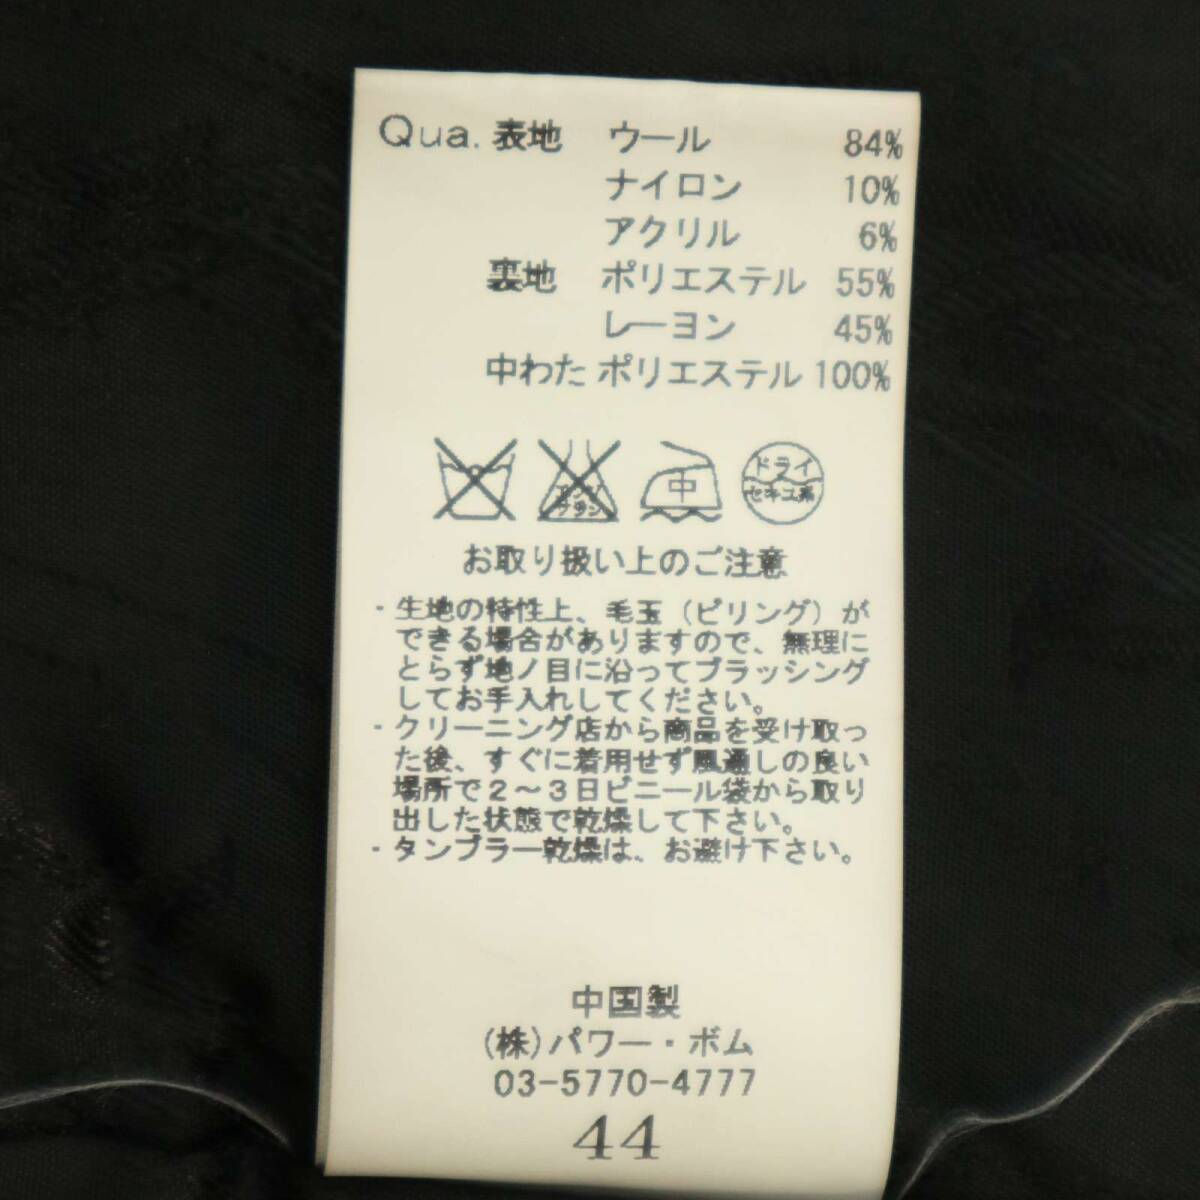 Qua. 表地 ウール 84%
ナイロン 10%
アクリル 6%
裏地 ポリエステル 55%
レーヨン 45%
中わた ポリエステル 100%
エンソ サラシ 中 ドライ セキユ系
お取り扱い上のご注意
・生地の特性上、毛玉(ピリング)が
できる場合がありますので、無理に
とらず地ノ目に沿ってブラッシング
してお手入れしてください。
・クリーニング店から商品を受け取っ
た後、すぐに着用せず風通しの良い
場所で2〜3日ビニール袋から取り
出した状態で乾燥して下さい。
・タンブラー乾燥は、お避け下さい。
中国製
(株)パワー・ボム
03-5770-4777
44